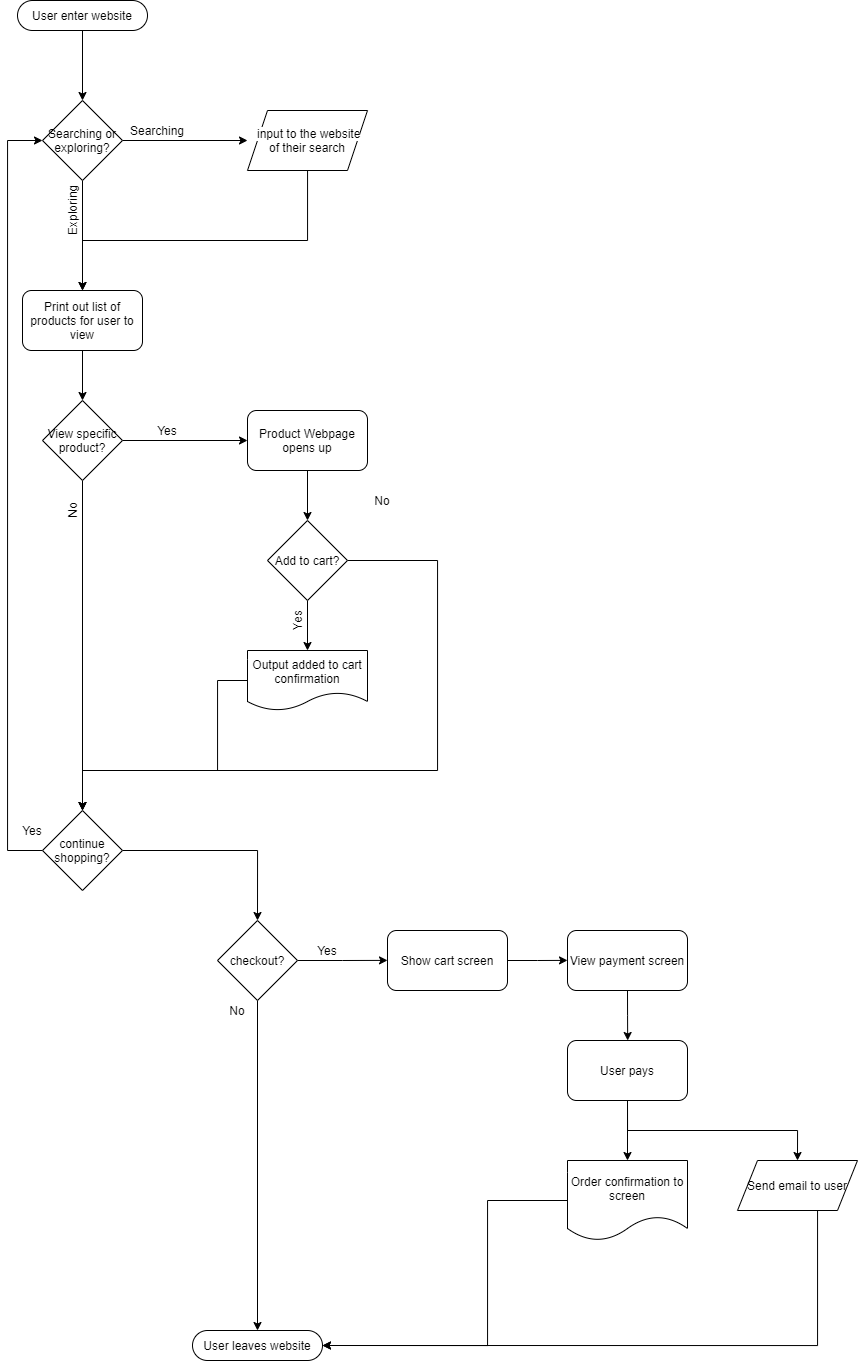 User enter website
Searching or
exploring?
Searching
input to the website
of their search
Exploring
Print out list of
products for user to
view
View specific
product?
Yes
Product Webpage
opens up
No
No
Add to cart?
Yes
Output added to cart
confirmation
Yes
continue
shopping?
checkout?
Yes
Show cart screen
View payment screen
No
User pays
Order confirmation to
screen
Send email to user
User leaves website